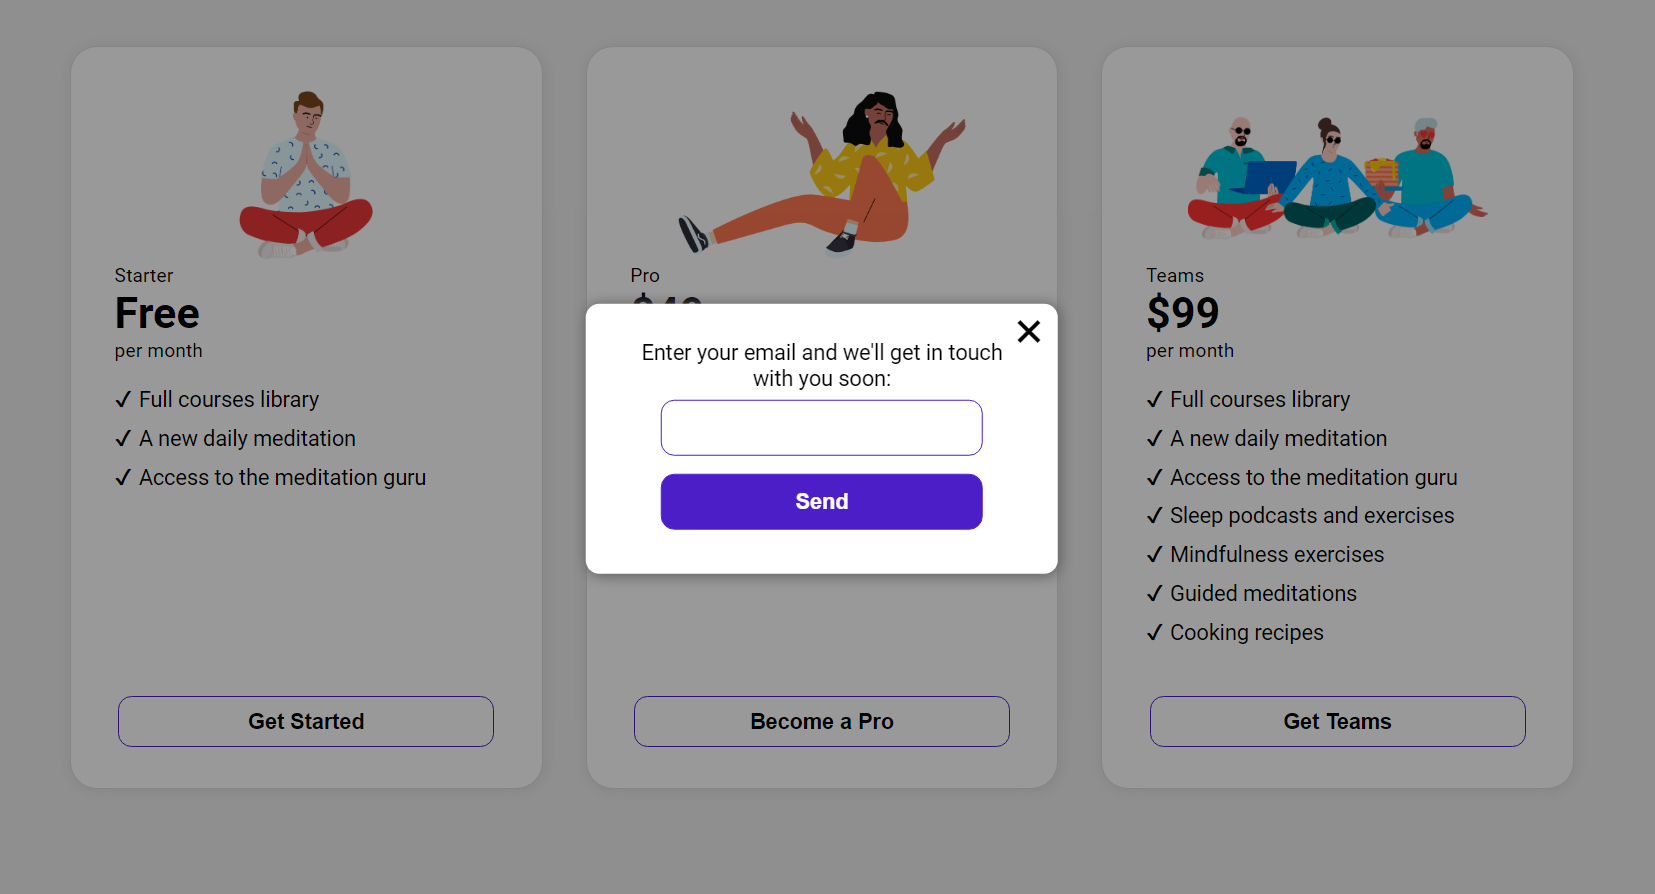 Starter
Free
per month
✓ Full courses library
✓ A new daily meditation
✓ Access to the meditation guru
Get Started
Pro
Enter your email and we'll get in touch
with you soon:
Send
Become a Pro
Teams
$99
per month
✓ Full courses library
✓ A new daily meditation
✓ Access to the meditation guru
✓ Sleep podcasts and exercises
✓ Mindfulness exercises
✓ Guided meditations
✓ Cooking recipes
Get Teams